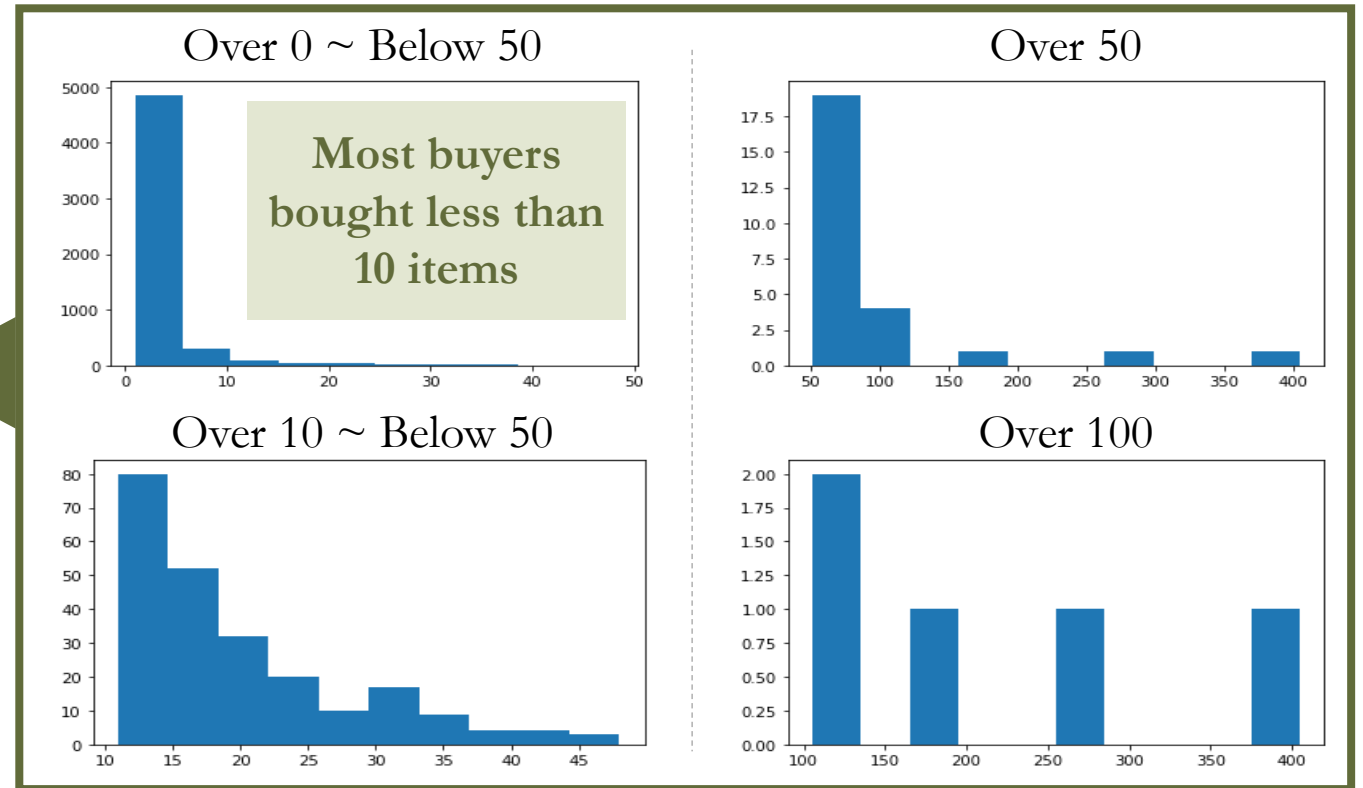 Over 0 ~ Below 50
5000
4000
3000
2000
1000
0
0 10 20 30 40 50
Most buyers
bought less than
10 items
Over 50
17.5
15.0
12.5
10.0
7.5
5.0
2.5
0.0
50 100 150 200 250 300 350 400
Over 10 ~ Below 50
80
70
60
50
40
30
20
10
0
10 15 20 25 30 35 40 45
Over 100
2.00
1.75
1.50
1.25
1.00
0.75
0.50
0.25
0.00
100 150 200 250 300 350 400